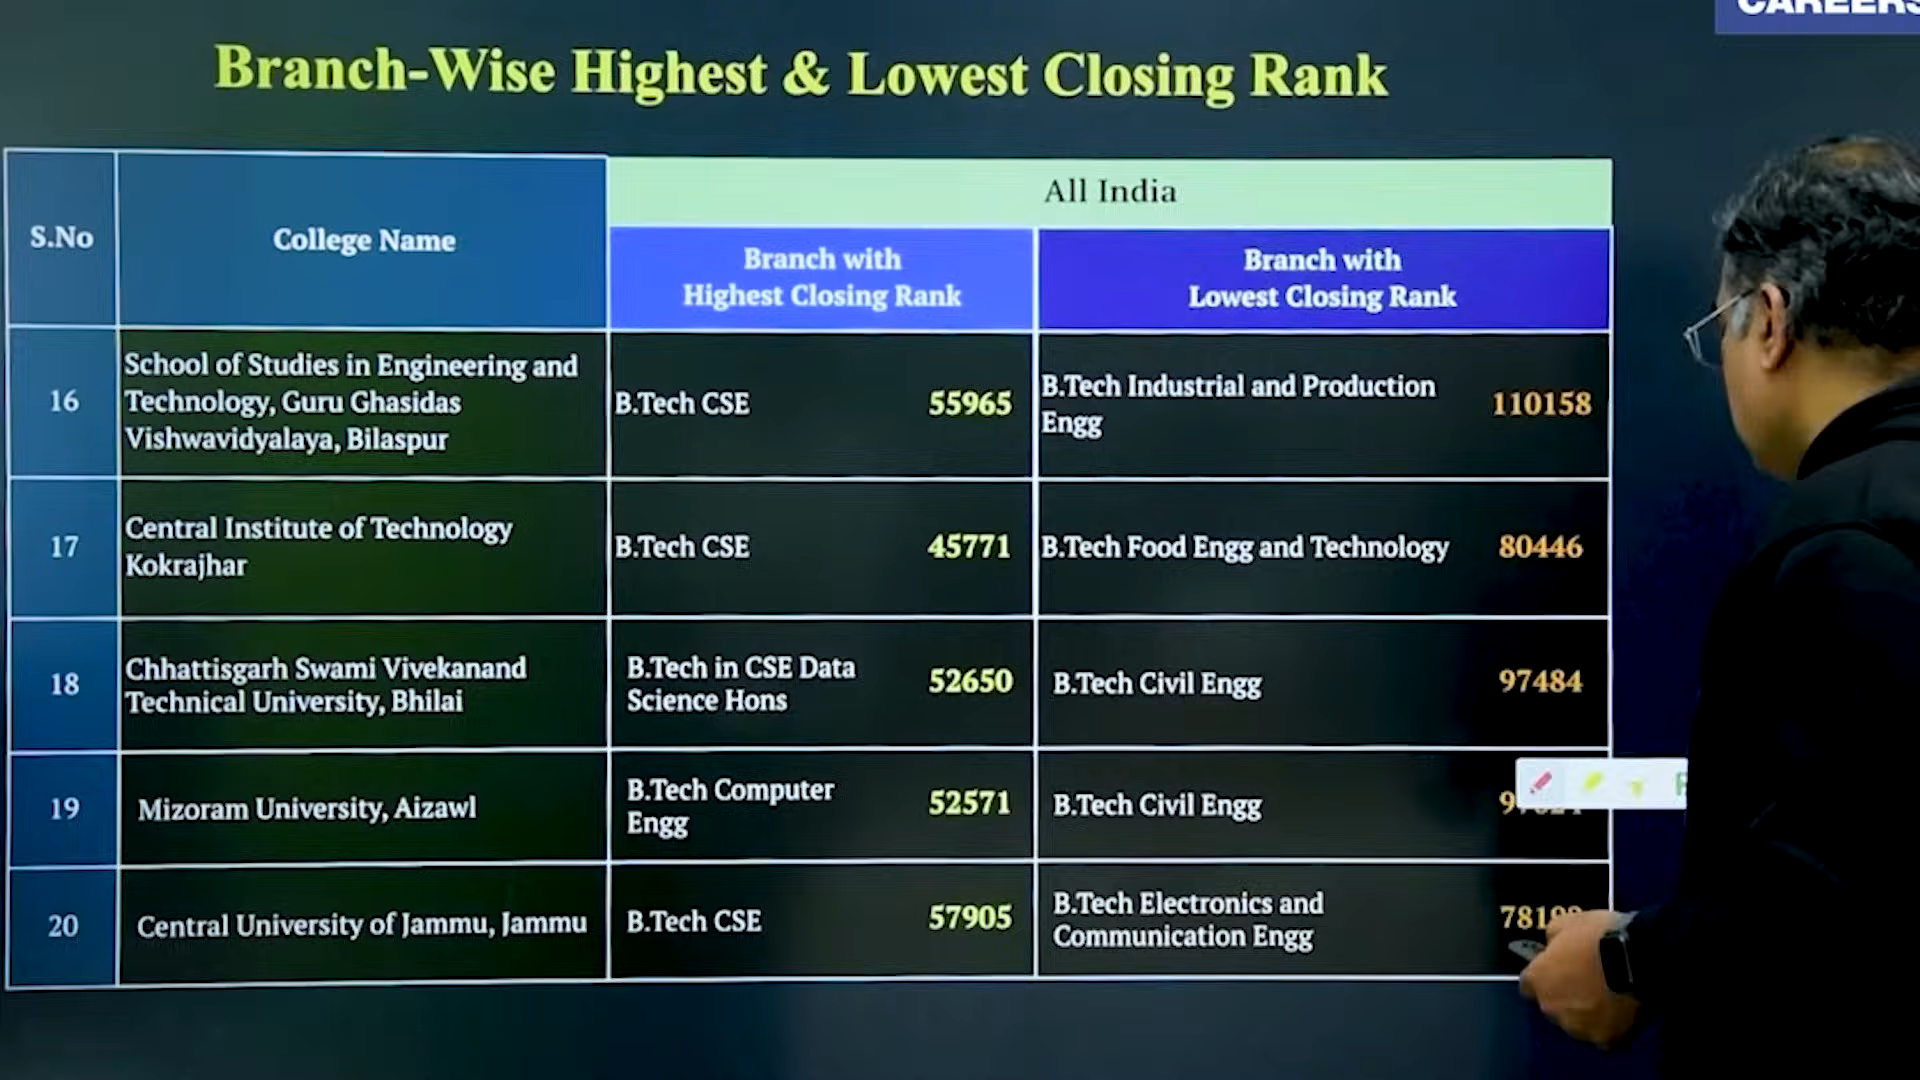 CAREERS
Branch-Wise Highest & Lowest Closing Rank
S.No
College Name
All India
Branch with
Highest Closing Rank
Branch with
Lowest Closing Rank
16
School of Studies in Engineering and
Technology, Guru Ghasidas
Vishwavidyalaya, Bilaspur
B.Tech CSE
55965
B.Tech Industrial and Production
Engg
110158
17
Central Institute of Technology
Kokrajhar
B.Tech CSE
45771
B.Tech Food Engg and Technology
80446
18
Chhattisgarh Swami Vivekanand
Technical University, Bhilai
B.Tech in CSE Data
Science Hons
52650
B.Tech Civil Engg
97484
19
Mizoram University, Aizawl
B.Tech Computer
Engg
52571
B.Tech Civil Engg
20
Central University of Jammu, Jammu
B.Tech CSE
57905
B.Tech Electronics and
Communication Engg